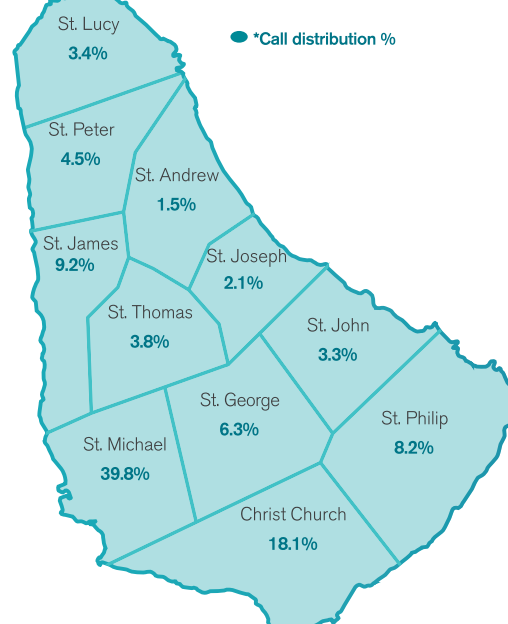 St. Lucy
3.4%
*Call distribution %
St. Peter
4.5%
St. Andrew
1.5%
St. James
9.2%
St. Joseph
2.1%
St. Thomas
3.8%
St. John
3.3%
St. George
6.3%
St. Philip
8.2%
St. Michael
39.8%
Christ Church
18.1%